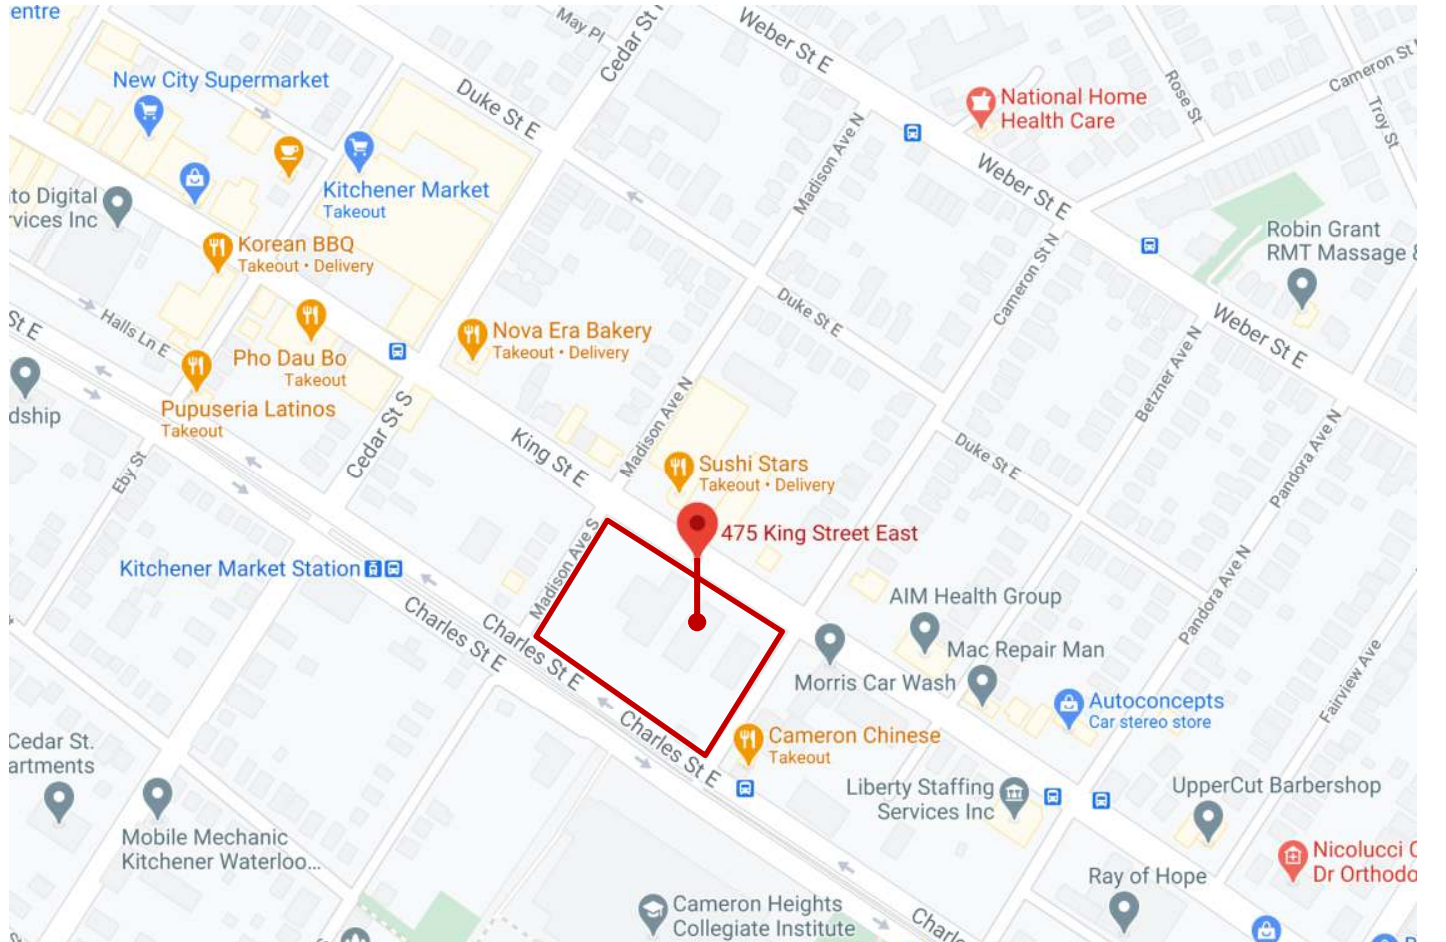 entre
May Pl
Cedar St
Weber St E
New City Supermarket
Duke St E
National Home
Health Care
Rose St
Cameron St N
Troy St
Madison Ave N
Weber St E
Kitchener Market
Takeout
to Digital
rvices Inc
Robin Grant
RMT Massage &
Korean BBQ
Takeout • Delivery
Cameron St N
Duke St E
Halls Ln E
St E
Nova Era Bakery
Takeout • Delivery
Weber St E
Pho Dau Bo
Takeout
Betzner Ave N
dship
Pupuseria Latinos
Takeout
Cedar St S
Madison Ave N
King St E
Duke St E
Pandora Ave N
Eby St
Sushi Stars
Takeout • Delivery
475 King Street East
Madison Ave S
Kitchener Market Station
Charles St E
Charles St E
AIM Health Group
Pandora Ave N
Mac Repair Man
Morris Car Wash
Fairview Ave
Autoconcepts
Car stereo store
Charles St E
Cameron Chinese
Takeout
Cedar St.
artments
Liberty Staffing
Services Inc
UpperCut Barbershop
Mobile Mechanic
Kitchener Waterloo...
Nicolucci
Dr Orthodo
Ray of Hope
Cameron Heights
Collegiate Institute
Charle